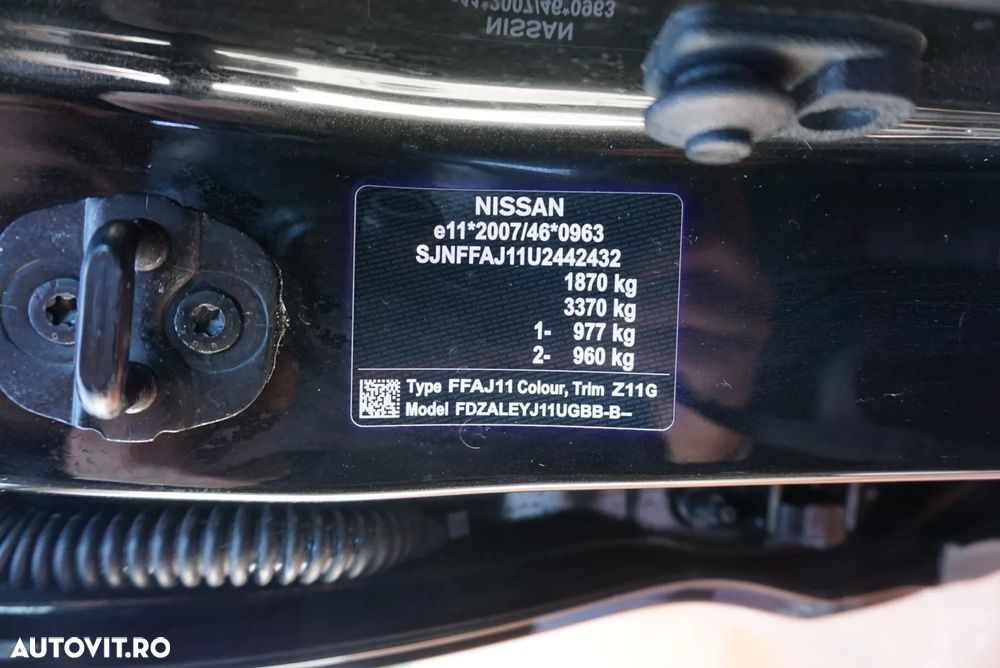 NISSAN
e11*2007/46*0963
SJNFFAJ11U2442432
1870 kg
3370 kg
1- 977 kg
2- 960 kg
Type FFAJ11 Colour, Trim Z11G
Model FDZALEYJ11UGBB-B–
AUTOVIT.RO